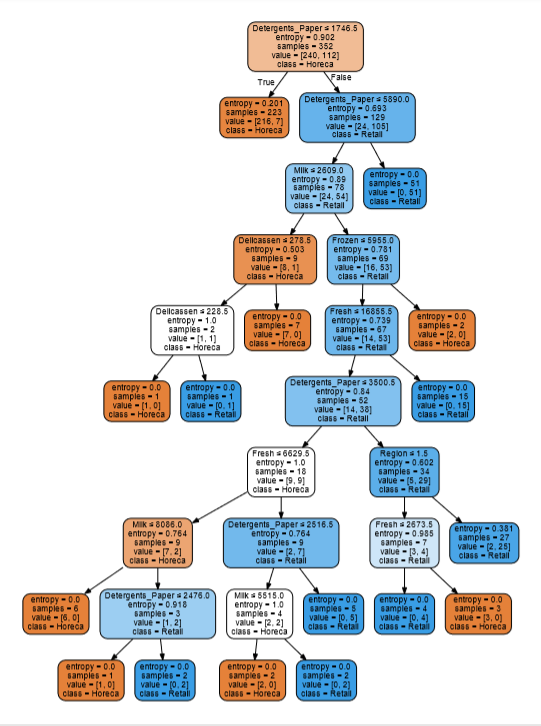 Detergents_Paper ≤ 1746.5
entropy = 0.902
samples = 352
value = [240, 112]
class = Horeca
True
False
entropy = 0.201
samples = 223
value = [216, 7]
class = Horeca
Detergents_Paper ≤ 5890.0
entropy = 0.693
samples = 129
value = [24, 105]
class = Retail
Milk ≤ 2609.0
entropy = 0.89
samples = 78
value = [24, 54]
class = Retail
entropy = 0.0
samples = 51
value = [0, 51]
class = Retail
Delicassen ≤ 278.5
entropy = 0.503
samples = 9
value = [8, 1]
class = Horeca
Frozen ≤ 5955.0
entropy = 0.781
samples = 69
value = [16, 53]
class = Retail
Delicassen ≤ 228.5
entropy = 1.0
samples = 2
value = [1, 1]
class = Horeca
entropy = 0.0
samples = 7
value = [7, 0]
class = Horeca
Fresh ≤ 16855.5
entropy = 0.739
samples = 67
value = [14, 53]
class = Retail
entropy = 0.0
samples = 2
value = [2, 0]
class = Horeca
entropy = 0.0
samples = 1
value = [1, 0]
class = Horeca
entropy = 0.0
samples = 1
value = [0, 1]
class = Retail
Detergents_Paper ≤ 3500.5
entropy = 0.84
samples = 52
value = [14, 38]
class = Retail
entropy = 0.0
samples = 15
value = [0, 15]
class = Retail
Fresh ≤ 6629.5
entropy = 1.0
samples = 18
value = [9, 9]
class = Horeca
Region ≤ 1.5
entropy = 0.602
samples = 34
value = [5, 29]
class = Retail
Milk ≤ 8086.0
entropy = 0.764
samples = 9
value = [7, 2]
class = Horeca
Detergents_Paper ≤ 2516.5
entropy = 0.764
samples = 9
value = [2, 7]
class = Retail
Fresh ≤ 2673.5
entropy = 0.985
samples = 7
value = [3, 4]
class = Retail
entropy = 0.381
samples = 27
value = [2, 25]
class = Retail
entropy = 0.0
samples = 6
value = [6, 0]
class = Horeca
Detergents_Paper ≤ 2476.0
entropy = 0.918
samples = 3
value = [1, 2]
class = Retail
Milk ≤ 5515.0
entropy = 1.0
samples = 4
value = [2, 2]
class = Horeca
entropy = 0.0
samples = 5
value = [0, 5]
class = Retail
entropy = 0.0
samples = 4
value = [0, 4]
class = Retail
entropy = 0.0
samples = 3
value = [3, 0]
class = Horeca
entropy = 0.0
samples = 1
value = [1, 0]
class = Horeca
entropy = 0.0
samples = 2
value = [0, 2]
class = Retail
entropy = 0.0
samples = 2
value = [2, 0]
class = Horeca
entropy = 0.0
samples = 2
value = [0, 2]
class = Retail